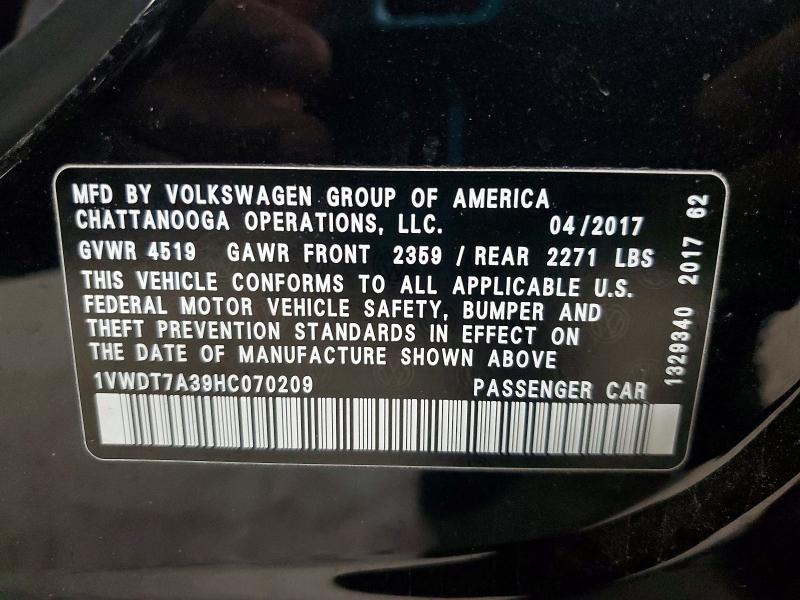 MFD BY VOLKSWAGEN GROUP OF AMERICA
CHATTANOOGA OPERATIONS, LLC. 04/2017
GVWR 4519 GAWR FRONT 2359 / REAR 2271 LBS
THIS VEHICLE CONFORMS TO ALL APPLICABLE U.S.
FEDERAL MOTOR VEHICLE SAFETY, BUMPER AND
THEFT PREVENTION STANDARDS IN EFFECT ON
THE DATE OF MANUFACTURE SHOWN ABOVE
1VWDT7A39HC070209 PASSENGER CAR
1329340 2017 62